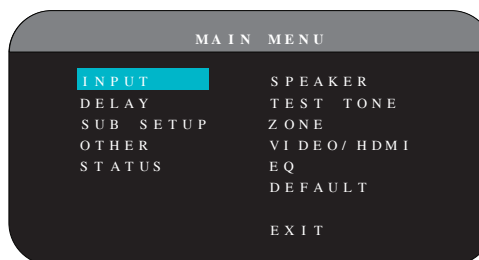 MAIN MENU
INPUT SPEAKER
DELAY TEST TONE
SUB SETUP ZONE
OTHER VIDEO/HDMI
STATUS EQ
DEFAULT
EXIT